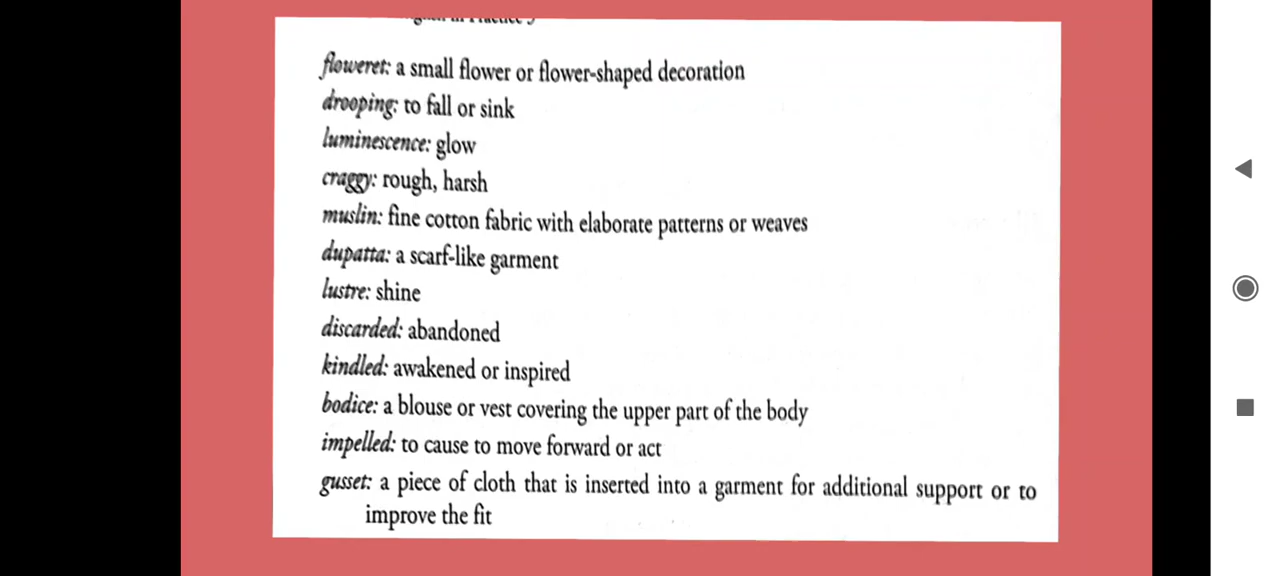 floweret: a small flower or flower-shaped decoration
drooping: to fall or sink
luminescence: glow
craggy: rough, harsh
muslin: fine cotton fabric with elaborate patterns or weaves
dupatta: a scarf-like garment
lustre: shine
discarded: abandoned
kindled: awakened or inspired
bodice: a blouse or vest covering the upper part of the body
impelled: to cause to move forward or act
gusset: a piece of cloth that is inserted into a garment for additional support or to
improve the fit